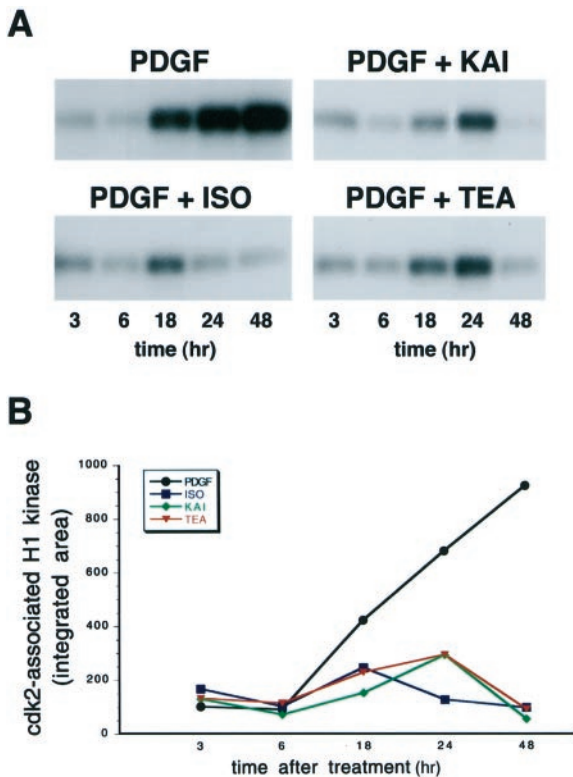 A
PDGF
PDGF + KAI
PDGF + ISO
PDGF + TEA
3 6 18 24 48
3 6 18 24 48
time (hr)
time (hr)
B
cdk2-associated H1 kinase
(integrated area)
1000
800
600
400
200
0
PDGF
ISO
KAI
TEA
3 6 18 24 48
time after treatment (hr)